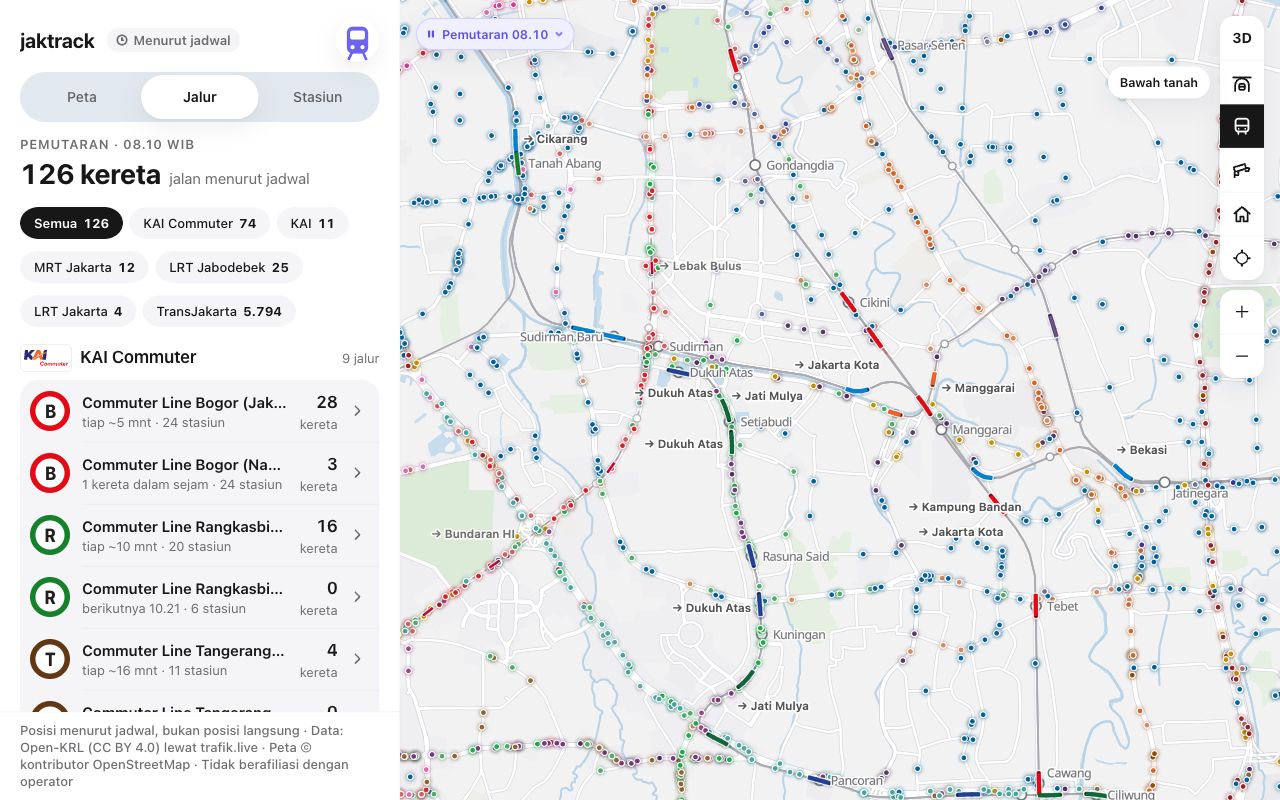 jaktrack
Menurut jadwal
Peta
Jalur
Stasiun
PEMUTARAN · 08.10 WIB
126 kereta jalan menurut jadwal
Semua 126
KAI Commuter 74
KAI 11
MRT Jakarta 12
LRT Jabodebek 25
LRT Jakarta 4
TransJakarta 5.794
KAI Commuter
KAI Commuter
9 jalur
B
Commuter Line Bogor (Jak...
28
tiap ~5 mnt · 24 stasiun
kereta
B
Commuter Line Bogor (Na...
3
1 kereta dalam sejam · 24 stasiun
kereta
R
Commuter Line Rangkasbi...
16
tiap ~10 mnt · 20 stasiun
kereta
R
Commuter Line Rangkasbi...
0
berikutnya 10.21 · 6 stasiun
kereta
T
Commuter Line Tangerang...
4
tiap ~16 mnt · 11 stasiun
kereta
Commuter Line Tangerang...
0
Posisi menurut jadwal, bukan posisi langsung · Data:
Open-KRL (CC BY 4.0) lewat trafik.live · Peta ©
kontributor OpenStreetMap · Tidak berafiliasi dengan
operator
Pemutaran 08.10
Pasar Senen
3D
Bawah tanah
→ Cikarang
Tanah Abang
Gondangdia
→ Lebak Bulus
Cikini
Sudirman Baru
Sudirman
Dukuh Atas
→ Jakarta Kota
→ Dukuh Atas
→ Jati Mulya
→ Manggarai
Setiabudi
Manggarai
→ Dukuh Atas
→ Bekasi
Jatinegara
→ Kampung Bandan
→ Bundaran HI
→ Jakarta Kota
Rasuna Said
→ Dukuh Atas
Tebet
Kuningan
→ Jati Mulya
Pancoran
Cawang
Ciliwung